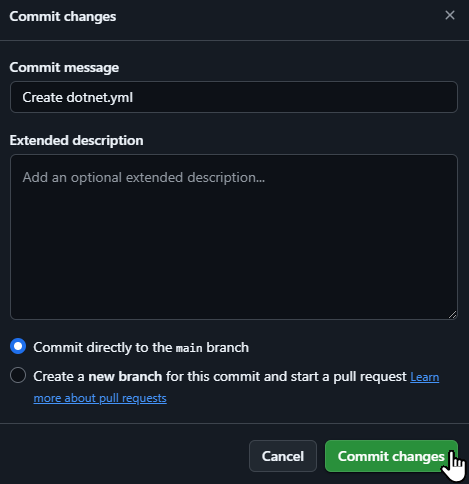 Commit changes
Commit message
Create dotnet.yml
Extended description
Add an optional extended description...
Commit directly to the main branch
Create a new branch for this commit and start a pull request Learn
more about pull requests
Cancel
Commit changes